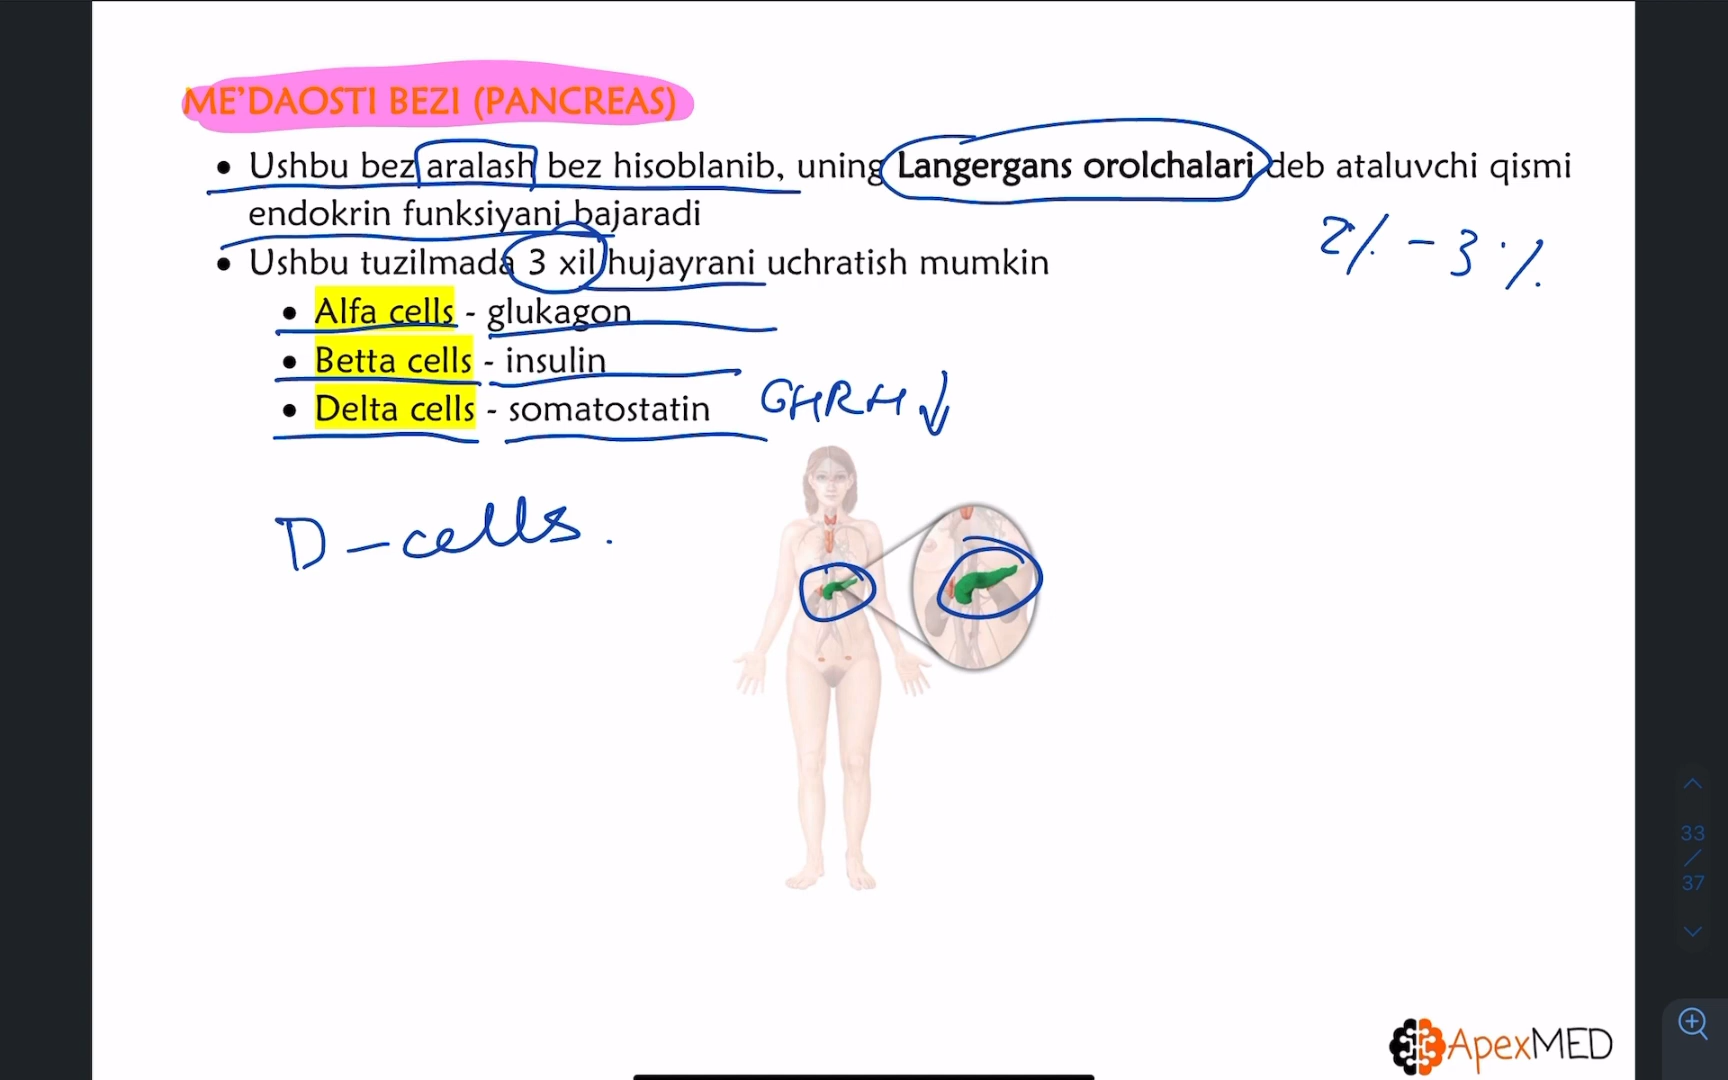 ME’DAOSTI BEZI (PANCREAS)
• Ushbu bez aralash bez hisoblanib, uning Langergans orolchalari deb ataluvchi qismi
endokrin funksiyani bajaradi
2% - 3%
• Ushbu tuzilmada 3 xil hujayrani uchratish mumkin
• Alfa cells - glukagon
• Betta cells - insulin
• Delta cells - somatostatin GHRH ↓
D - cells.
33
/
37
ApexMED